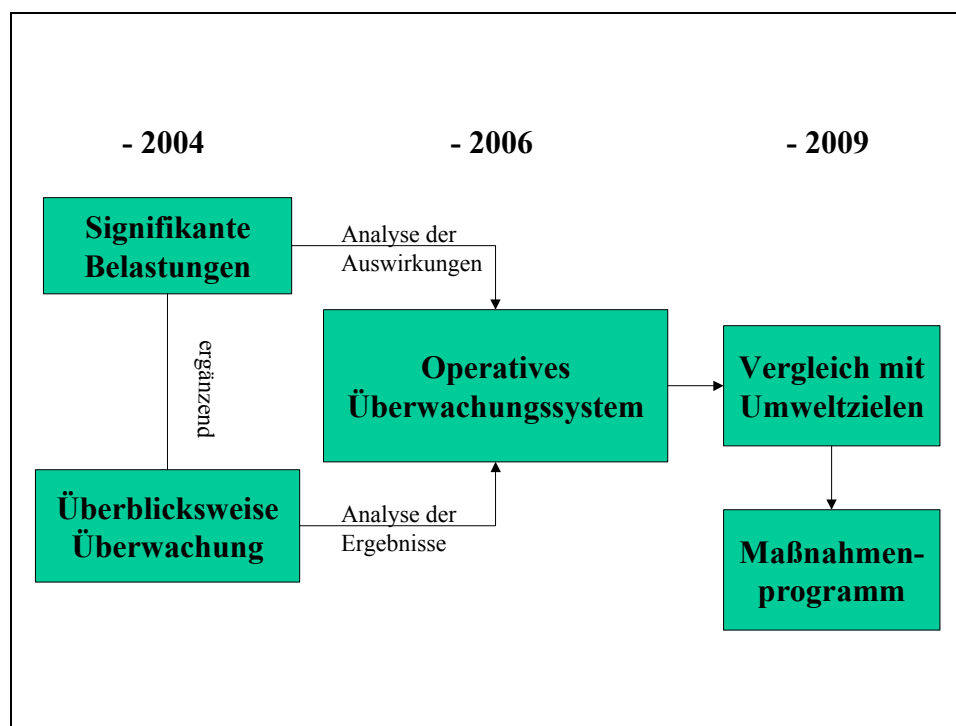 - 2004
- 2006
- 2009
Signifikante
Belastungen
Analyse der
Auswirkungen
ergänzend
Operatives
Überwachungssystem
Vergleich mit
Umweltzielen
Überblicksweise
Überwachung
Analyse der
Ergebnisse
Maßnahmen-
programm